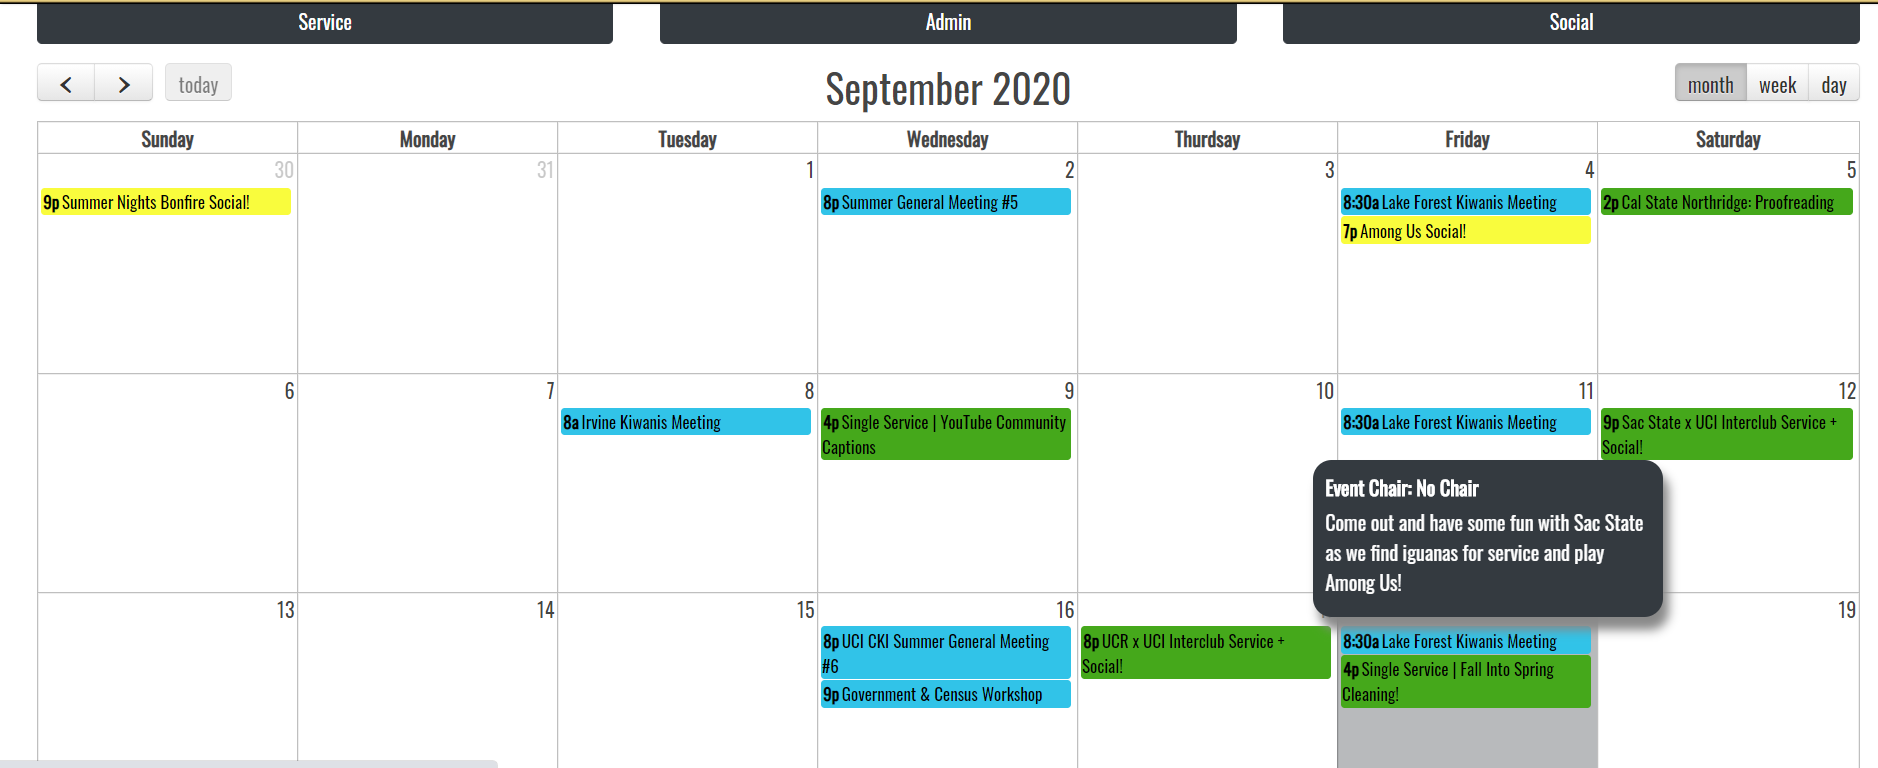 Service
Admin
Social
today
September 2020
month
week
day
Sunday
Monday
Tuesday
Wednesday
Thurdsay
Friday
Saturday
30
31
1
2
3
4
5
9p Summer Nights Bonfire Social!
8p Summer General Meeting #5
8:30a Lake Forest Kiwanis Meeting
7p Among Us Social!
2p Cal State Northridge: Proofreading
6
7
8
9
10
11
12
8a Irvine Kiwanis Meeting
4p Single Service | YouTube Community
Captions
8:30a Lake Forest Kiwanis Meeting
9p Sac State x UCI Interclub Service +
Social!
Event Chair: No Chair
Come out and have some fun with Sac State
as we find iguanas for service and play
Among Us!
13
14
15
16
19
8p UCI CKI Summer General Meeting
#6
9p Government & Census Workshop
8p UCR x UCI Interclub Service +
Social!
8:30a Lake Forest Kiwanis Meeting
4p Single Service | Fall Into Spring
Cleaning!